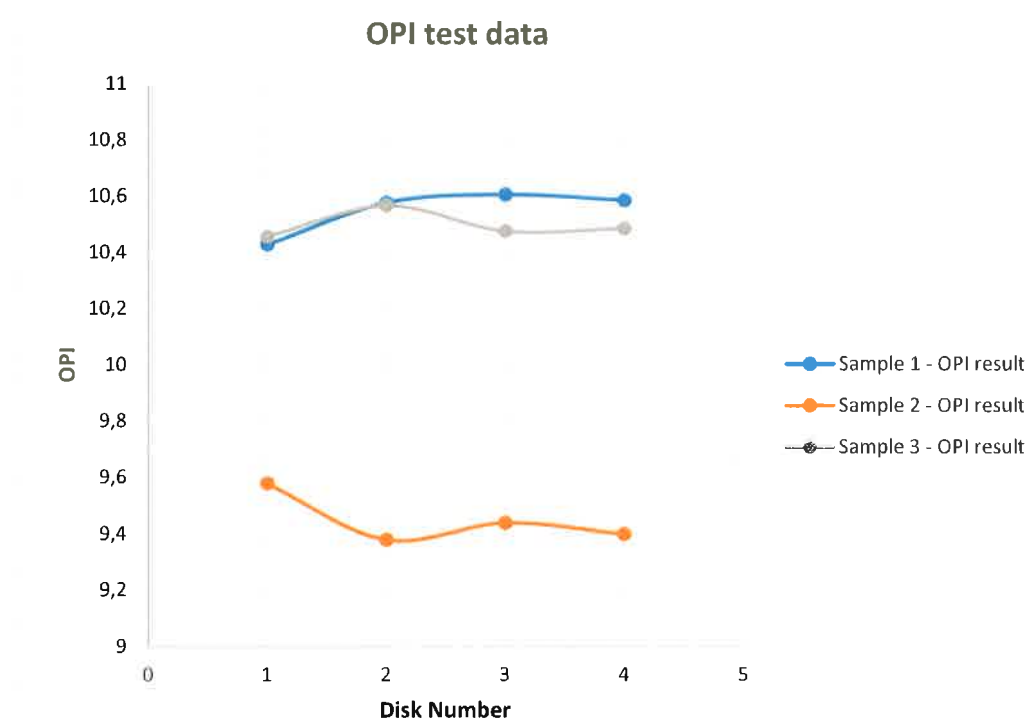 OPI test data
11
10,8
10,6
10,4
10,2
10
9,8
9,6
9,4
9,2
9
OPI
0 1 2 3 4 5
Disk Number
Sample 1 - OPI result
Sample 2 - OPI result
Sample 3 - OPI result